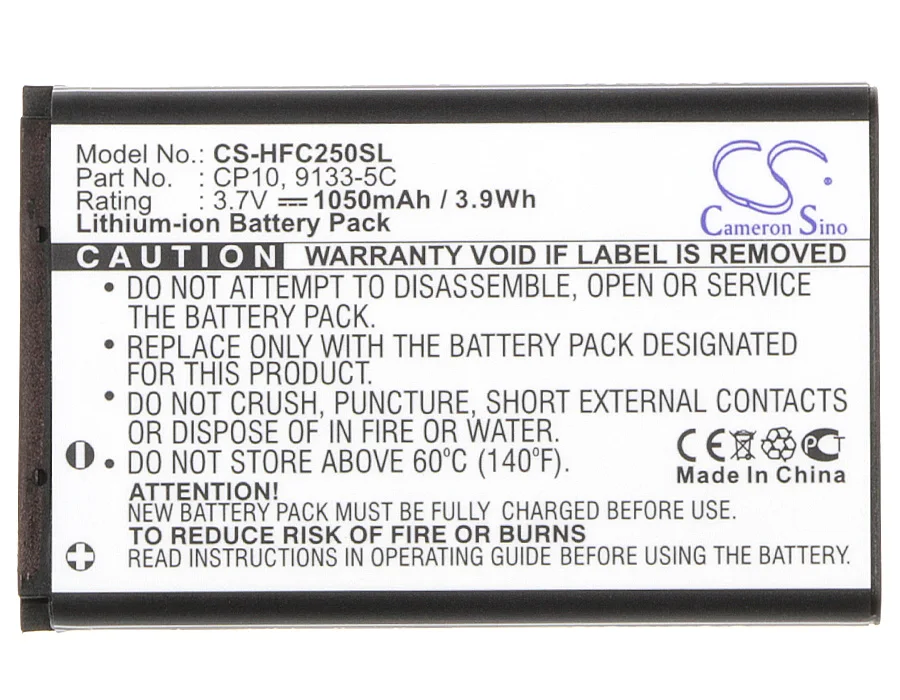 Model No.: CS-HFC250SL
Part No. : CP10, 9133-5C
Rating : 3.7V 1050mAh / 3.9Wh
Lithium-ion Battery Pack
CS
Cameron Sino
CAUTION WARRANTY VOID IF LABEL IS REMOVED
• DO NOT ATTEMPT TO DISASSEMBLE, OPEN OR SERVICE
THE BATTERY PACK.
• REPLACE ONLY WITH THE BATTERY PACK DESIGNATED
FOR THIS PRODUCT.
• DO NOT CRUSH, PUNCTURE, SHORT EXTERNAL CONTACTS
OR DISPOSE OF IN FIRE OR WATER.
• DO NOT STORE ABOVE 60°C (140°F).
CE PCT
Made In China
ATTENTION!
NEW BATTERY PACK MUST BE FULLY CHARGED BEFORE USE.
TO REDUCE RISK OF FIRE OR BURNS
READ INSTRUCTIONS IN OPERATING GUIDE BEFORE USING THE BATTERY.